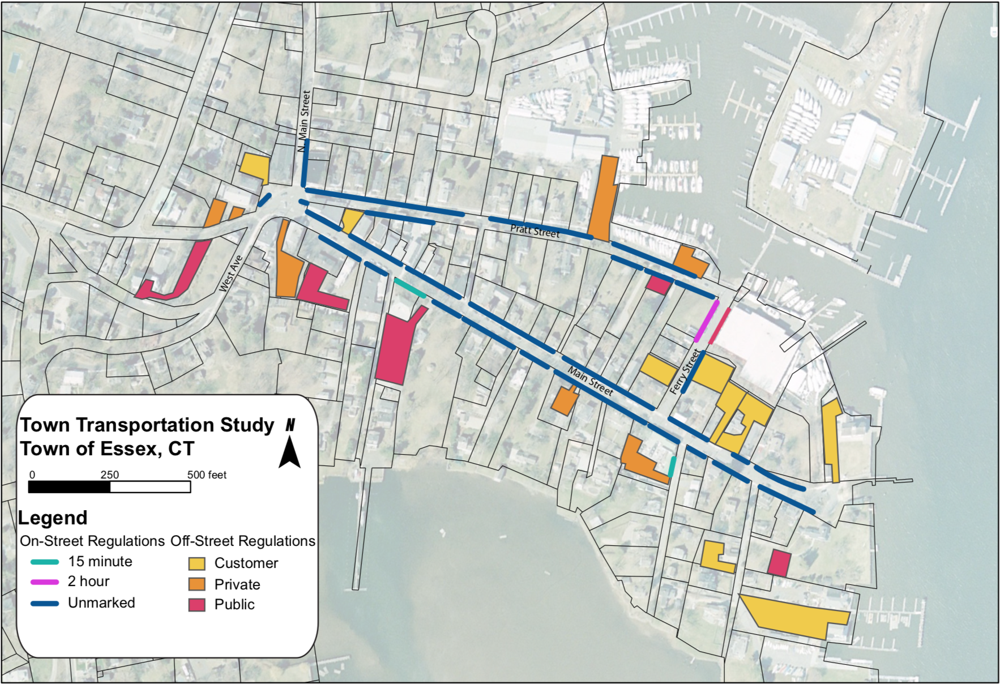 N. Main Street
Pratt Street
West Ave
Main Street
Ferry Street
Town Transportation Study
Town of Essex, CT
N
0 250 500 feet
Legend
On-Street Regulations Off-Street Regulations
15 minute Customer
2 hour Private
Unmarked Public